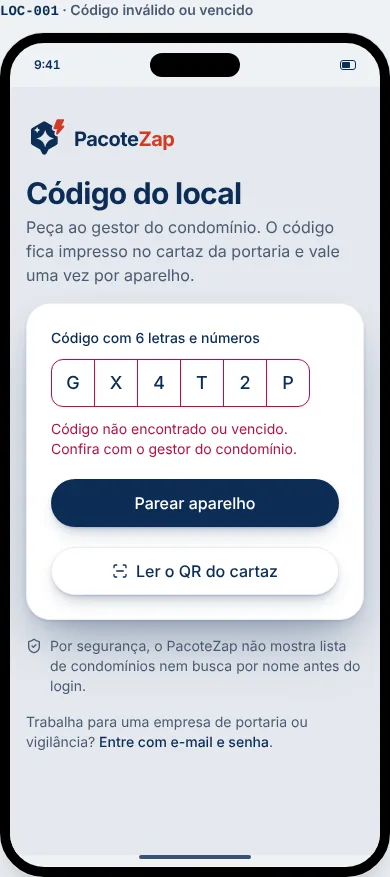 LOC-001 · Código inválido ou vencido
9:41
PacoteZap
Código do local
Peça ao gestor do condomínio. O código
fica impresso no cartaz da portaria e vale
uma vez por aparelho.
Código com 6 letras e números
G X 4 T 2 P
Código não encontrado ou vencido.
Confira com o gestor do condomínio.
Parear aparelho
Ler o QR do cartaz
Por segurança, o PacoteZap não mostra lista
de condomínios nem busca por nome antes do
login.
Trabalha para uma empresa de portaria ou
vigilância? Entre com e-mail e senha.